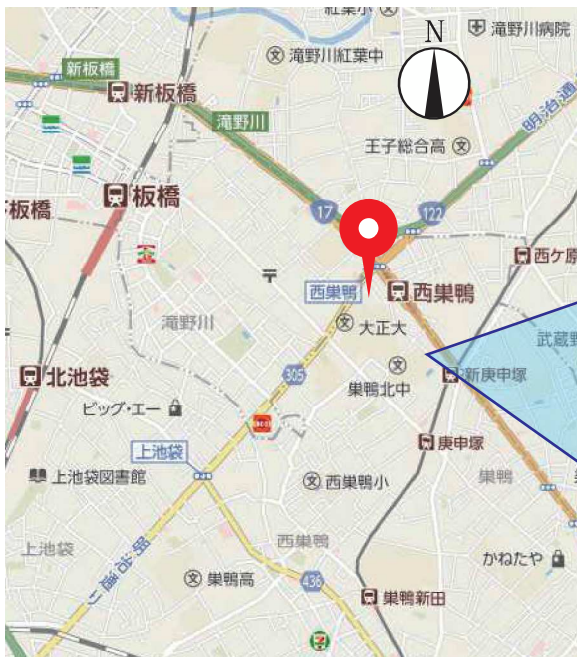 紅葉小
滝野川病院
N
滝野川紅葉中
新板橋
新板橋
明治通
滝野川
王子総合高
板橋
板橋
17
122
西ケ原
西巣鴨
西巣鴨
大正大
武蔵野
滝野川
305
北池袋
巣鴨北中
新庚申塚
ビッグ・エー
庚申塚
上池袋
上池袋図書館
西巣鴨小
巣鴨
上池袋
西巣鴨
明治通り
かねたや
巣鴨高
436
巣鴨新田